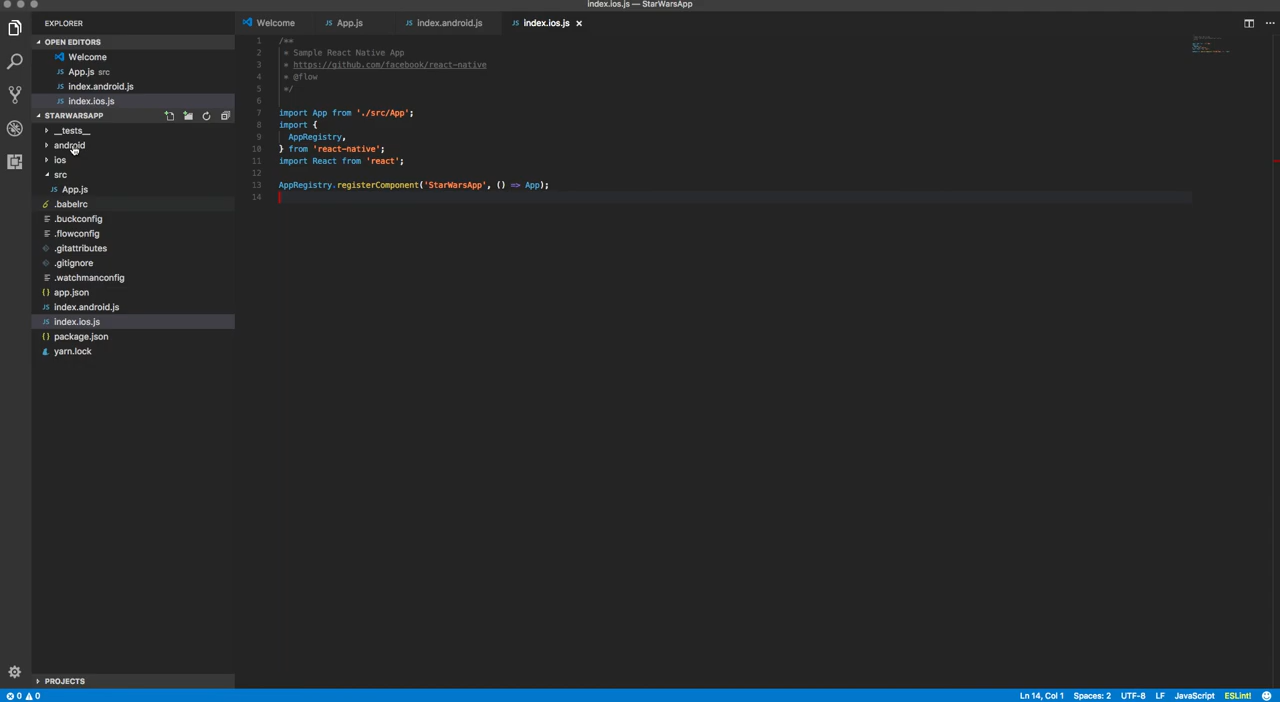 index.ios.js — StarWarsApp
EXPLORER
OPEN EDITORS
Welcome
App.js src
index.android.js
index.ios.js
STARWARSAPP
__tests__
android
ios
src
App.js
.babelrc
.buckconfig
.flowconfig
.gitattributes
.gitignore
.watchmanconfig
app.json
index.android.js
index.ios.js
package.json
yarn.lock
PROJECTS
Welcome App.js index.android.js index.ios.js
1 /**
2 * Sample React Native App
3 * https://github.com/facebook/react-native
4 * @flow
5 */
6
7 import App from './src/App';
8 import {
9 AppRegistry,
10 } from 'react-native';
11 import React from 'react';
12
13 AppRegistry.registerComponent('StarWarsApp', () => App);
14
0 0 Ln 14, Col 1 Spaces: 2 UTF-8 LF JavaScript ESLint!